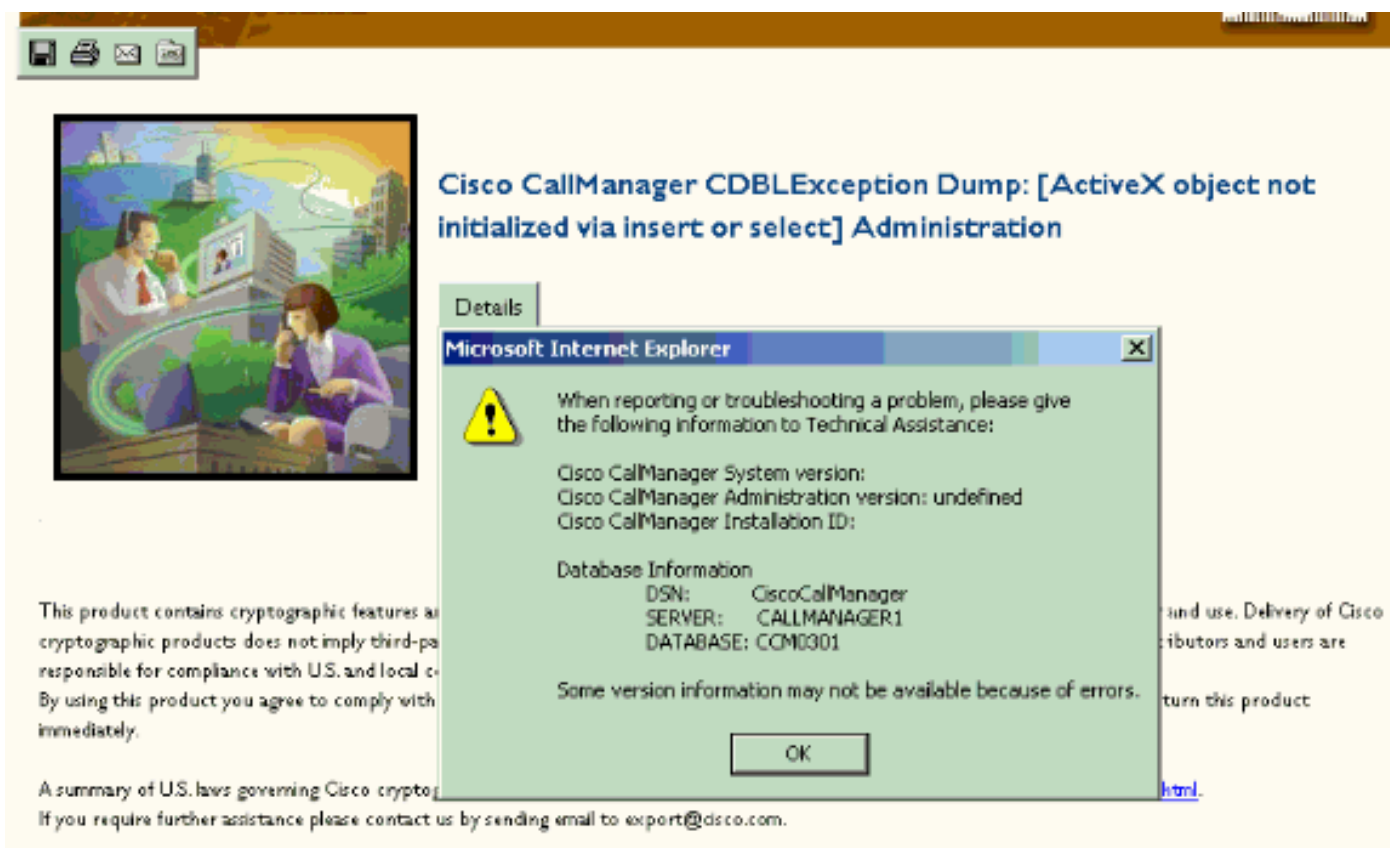 Cisco CallManager CDBLException Dump: [ActiveX object not
initialized via insert or select] Administration
Details
Microsoft Internet Explorer
When reporting or troubleshooting a problem, please give
the following information to Technical Assistance:
Cisco CallManager System version:
Cisco CallManager Administration version: undefined
Cisco CallManager Installation ID:
Database Information
DSN: CiscoCallManager
SERVER: CALLMANAGER1
DATABASE: CCM0301
Some version information may not be available because of errors.
OK
This product contains cryptographic features and use. Delivery of Cisco
cryptographic products does not imply third-pa ributors and users are
responsible for compliance with U.S. and local c
By using this product you agree to comply with turn this product
immediately.
A summary of U.S. laws governing Cisco cryptog html.
If you require further assistance please contact us by sending email to export@cisco.com.